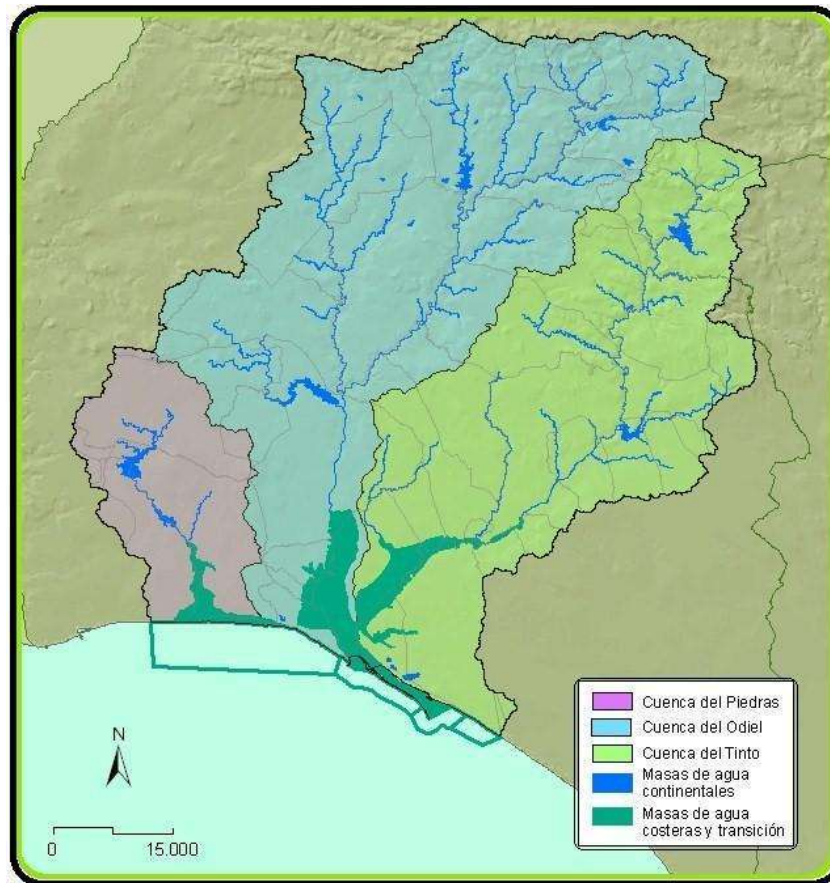 N
0 15.000
Cuenca del Piedras
Cuenca del Odiel
Cuenca del Tinto
Masas de agua
continentales
Masas de agua
costeras y transición